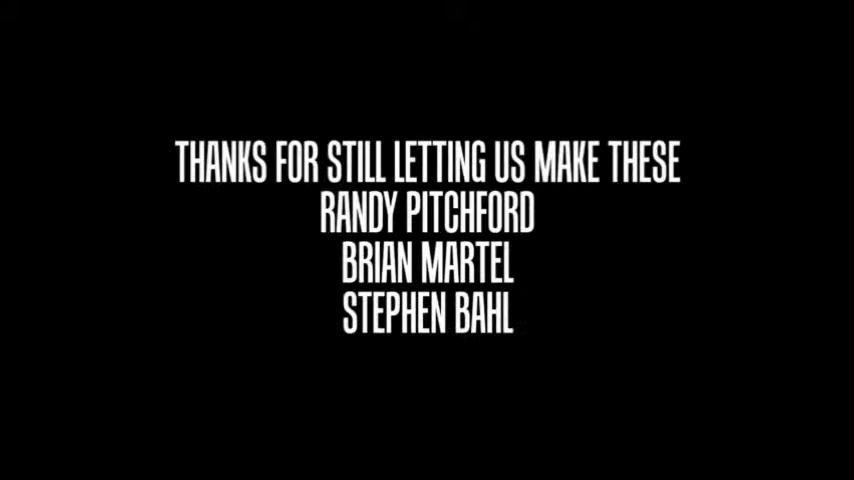 THANKS FOR STILL LETTING US MAKE THESE
RANDY PITCHFORD
BRIAN MARTEL
STEPHEN BAHL